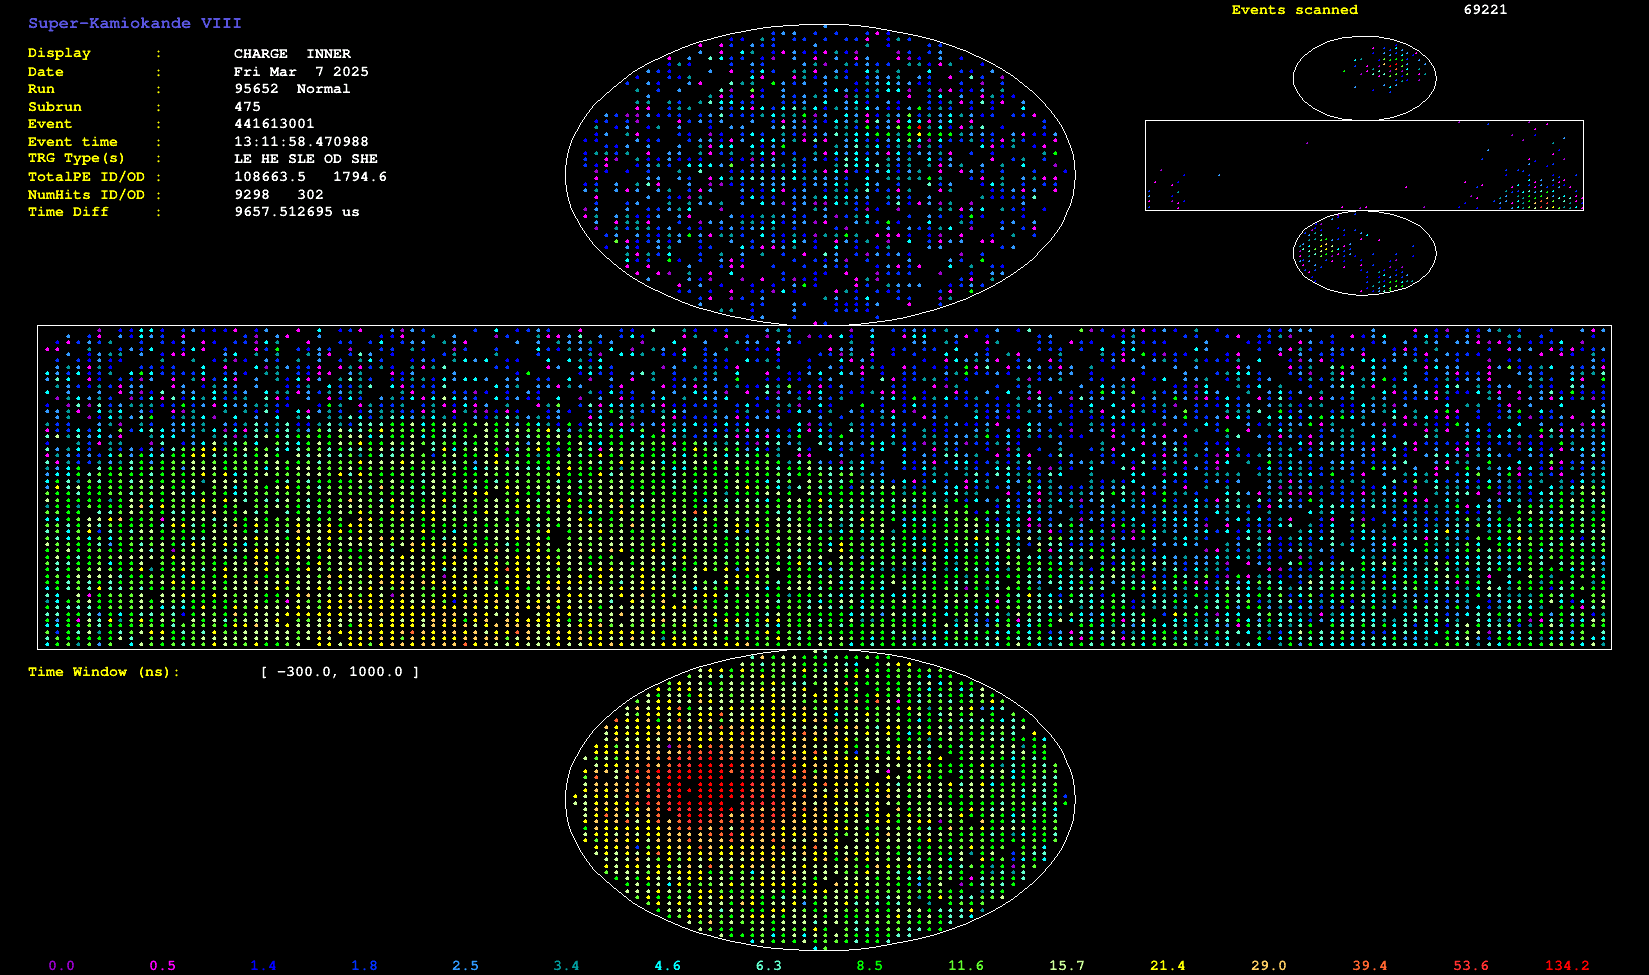 Super-Kamiokande VIII
Events scanned 69221
Display : CHARGE INNER
Date : Fri Mar 7 2025
Run : 95652 Normal
Subrun : 475
Event : 441613001
Event time : 13:11:58.470988
TRG Type(s) : LE HE SLE OD SHE
TotalPE ID/OD : 108663.5 1794.6
NumHits ID/OD : 9298 302
Time Diff : 9657.512695 us
Time Window (ns): [ -300.0, 1000.0 ]
0.0 0.5 1.4 1.8 2.5 3.4 4.6 6.3 8.5 11.6 15.7 21.4 29.0 39.4 53.6 134.2